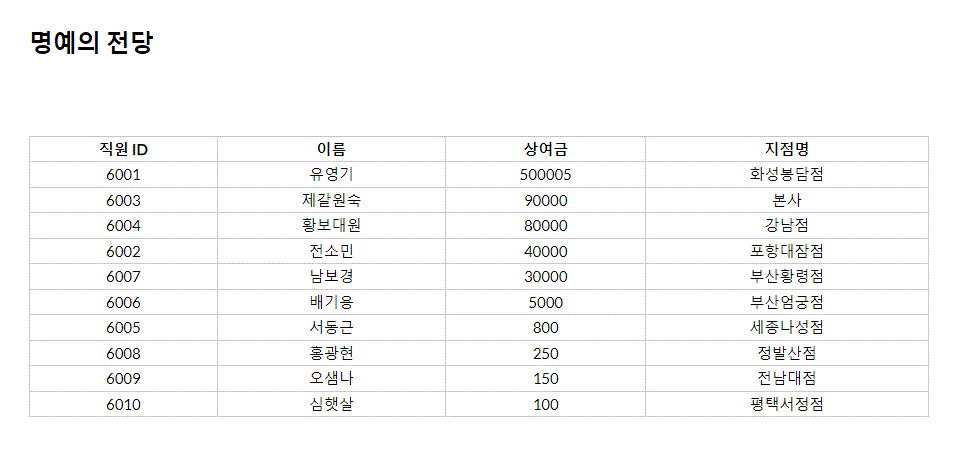 명예의 전당
직원 ID 이름 상여금 지점명
6001 유영기 500005 화성봉담점
6003 제갈원숙 90000 본사
6004 황보대원 80000 강남점
6002 전소민 40000 포항대잠점
6007 남보경 30000 부산황령점
6006 배기용 5000 부산엄궁점
6005 서동근 800 세종나성점
6008 홍광현 250 정발산점
6009 오샘나 150 전남대점
6010 심햇살 100 평택서정점